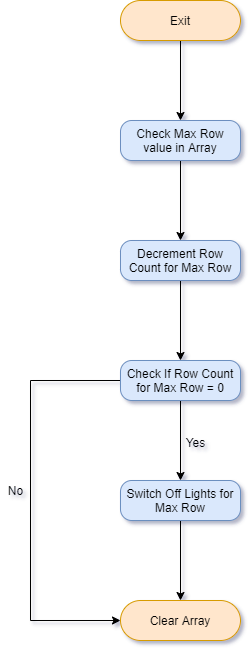 Exit
Check Max Row
value in Array
Decrement Row
Count for Max Row
Check If Row Count
for Max Row = 0
Yes
No
Switch Off Lights for
Max Row
Clear Array